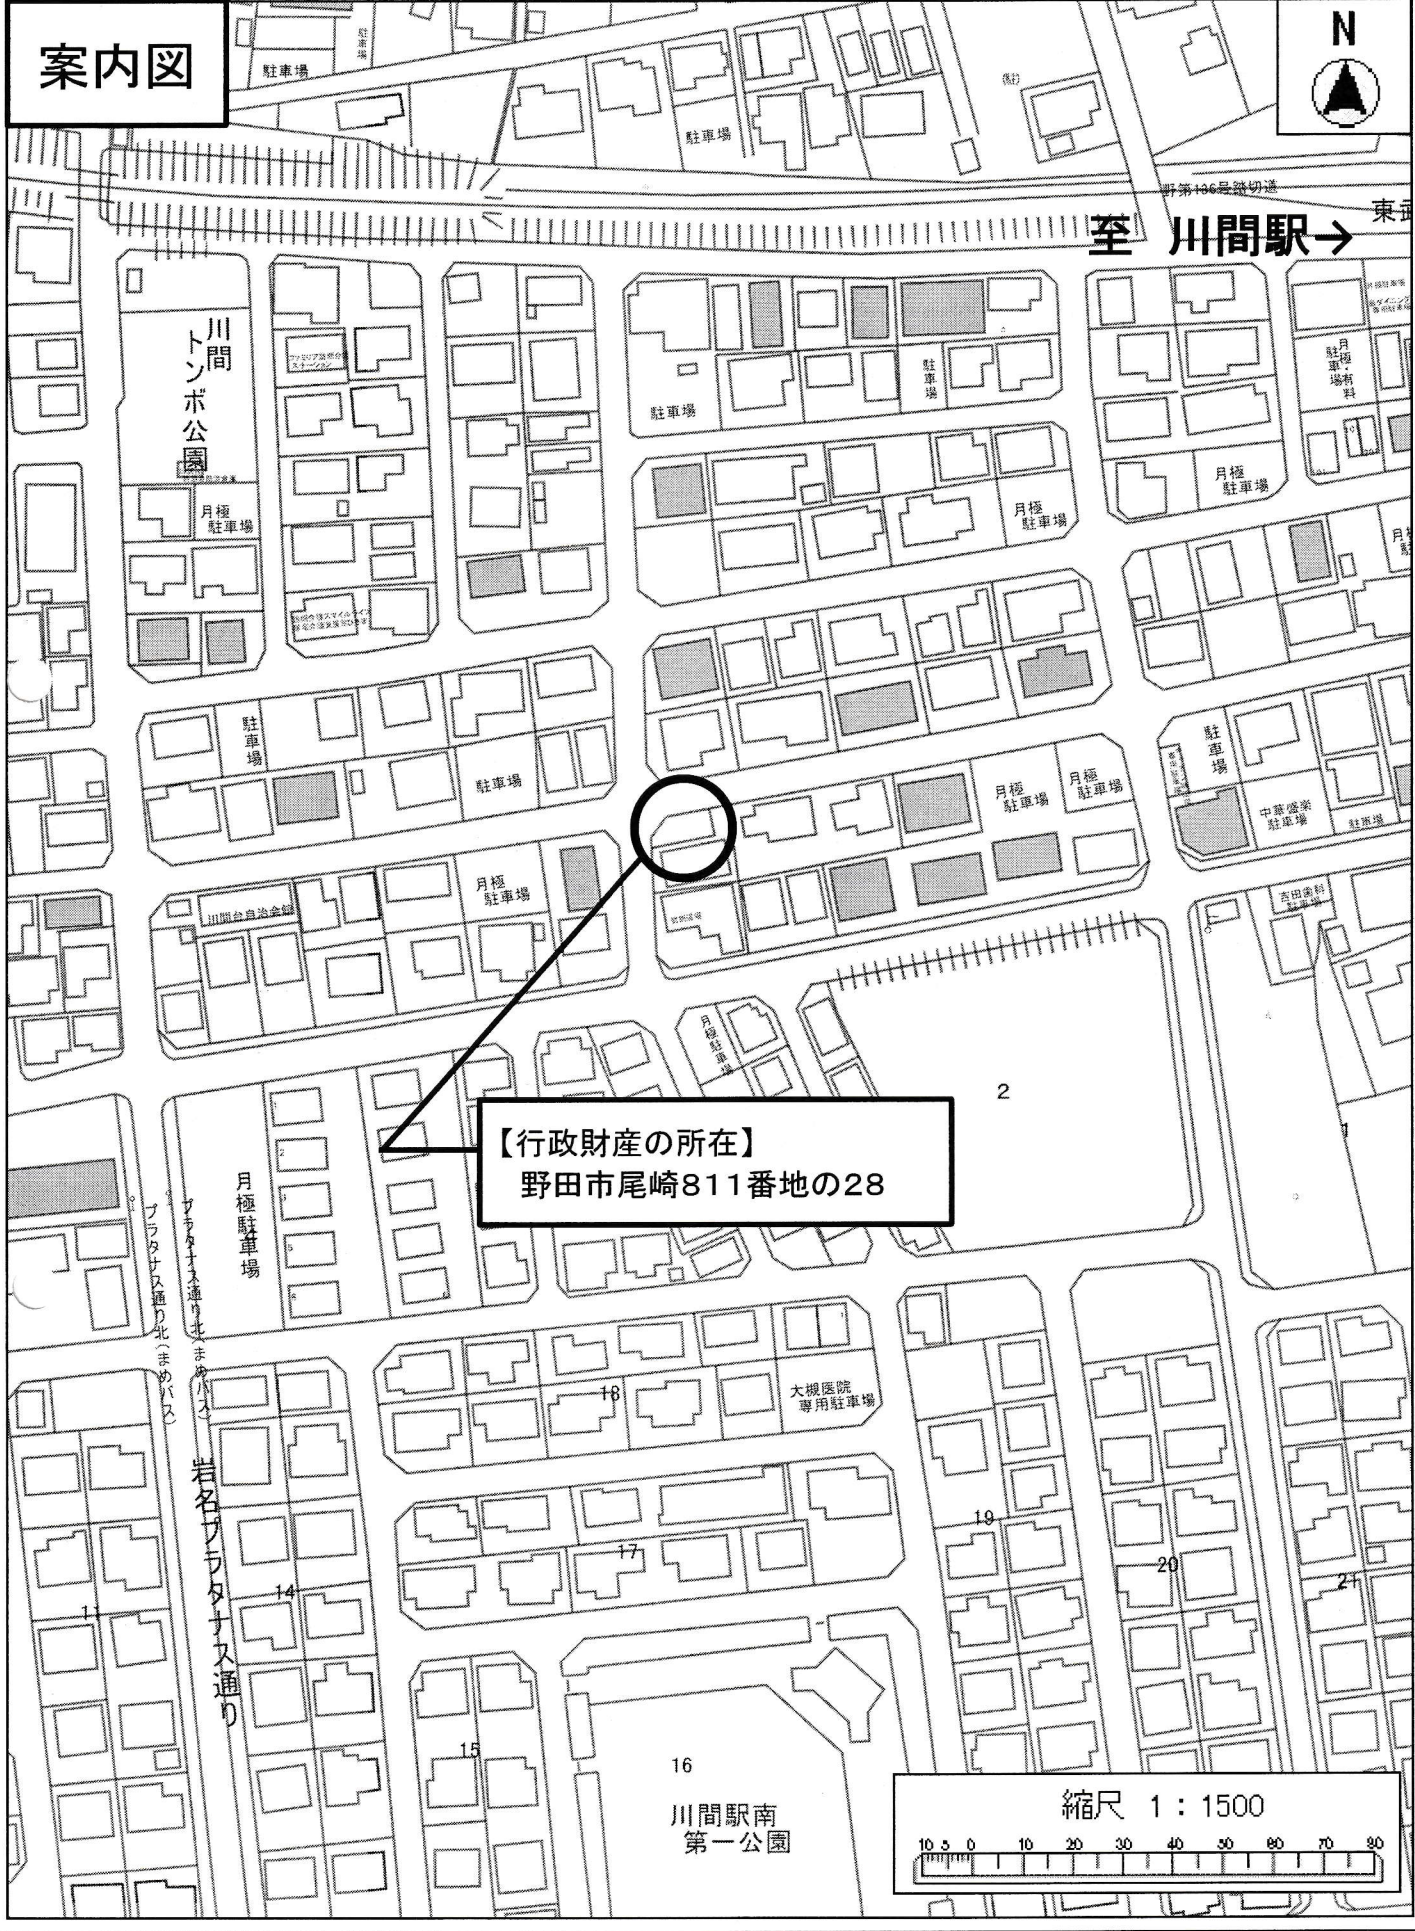 案内図
N
駐車場
駐車場
駐車場
野第136号踏切道
東武
至 川間駅→
川間
トンボ公園
月極
駐車場
駐車場
駐車場
月極
駐車場
月極
駐車場
月極・有料
駐車場
駐車場
駐車場
月極
駐車場
月極
駐車場
月極
駐車場
駐車場
中華盛楽
駐車場
駐車場
川間台自治会館
月極
駐車場
吉田歯科
駐車場
月極駐車場
2
【行政財産の所在】
野田市尾崎811番地の28
月極駐車場
1
2
3
5
6
プラタナス通り北(まめバス)
プラタナス通り北(まめバス)
岩名プラタナス通り
大槻医院
専用駐車場
18
17
19
20
21
11
14
15
16
川間駅南
第一公園
縮尺 1:1500
10 5 0 10 20 30 40 50 60 70 80